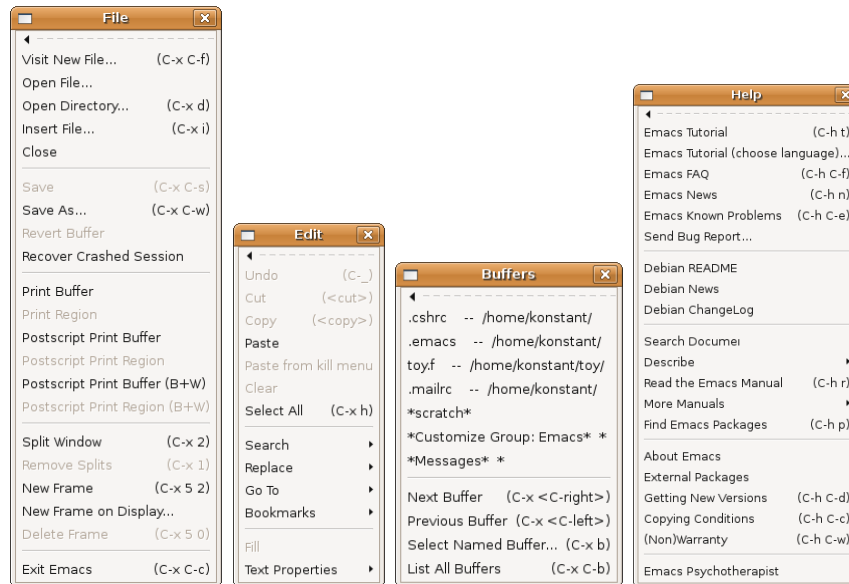 File
Visit New File... (C-x C-f)
Open File...
Open Directory... (C-x d)
Insert File... (C-x i)
Close
Save (C-x C-s)
Save As... (C-x C-w)
Revert Buffer
Recover Crashed Session
Print Buffer
Print Region
Postscript Print Buffer
Postscript Print Region
Postscript Print Buffer (B+W)
Postscript Print Region (B+W)
Split Window (C-x 2)
Remove Splits (C-x 1)
New Frame (C-x 5 2)
New Frame on Display...
Delete Frame (C-x 5 0)
Exit Emacs (C-x C-c)
Edit
Undo (C-_)
Cut (<cut>)
Copy (<copy>)
Paste
Paste from kill menu
Clear
Select All (C-x h)
Search
Replace
Go To
Bookmarks
Fill
Text Properties
Buffers
.cshrc -- /home/konstant/
.emacs -- /home/konstant/
toy.f -- /home/konstant/toy/
.mailrc -- /home/konstant/
*scratch*
*Customize Group: Emacs* *
*Messages* *
Next Buffer (C-x <C-right>)
Previous Buffer (C-x <C-left>)
Select Named Buffer... (C-x b)
List All Buffers (C-x C-b)
Help
Emacs Tutorial (C-h t)
Emacs Tutorial (choose language)...
Emacs FAQ (C-h C-f)
Emacs News (C-h n)
Emacs Known Problems (C-h C-e)
Send Bug Report...
Debian README
Debian News
Debian ChangeLog
Search Documei
Describe
Read the Emacs Manual (C-h r)
More Manuals
Find Emacs Packages (C-h p)
About Emacs
External Packages
Getting New Versions (C-h C-d)
Copying Conditions (C-h C-c)
(Non)Warranty (C-h C-w)
Emacs Psychotherapist